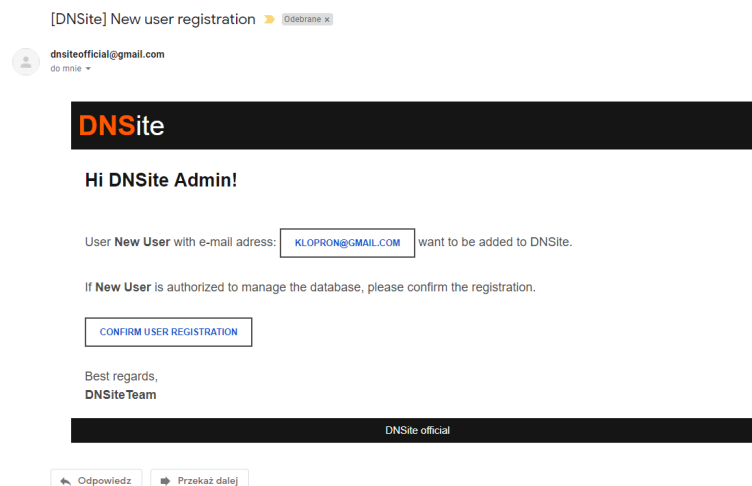 [DNSite] New user registration Odebrane x
dnsiteofficial@gmail.com
do mnie
DNSite
Hi DNSite Admin!
User New User with e-mail adress: KLOPRON@GMAIL.COM want to be added to DNSite.
If New User is authorized to manage the database, please confirm the registration.
CONFIRM USER REGISTRATION
Best regards,
DNSiteTeam
DNSite official
Odpowiedz Przekaż dalej